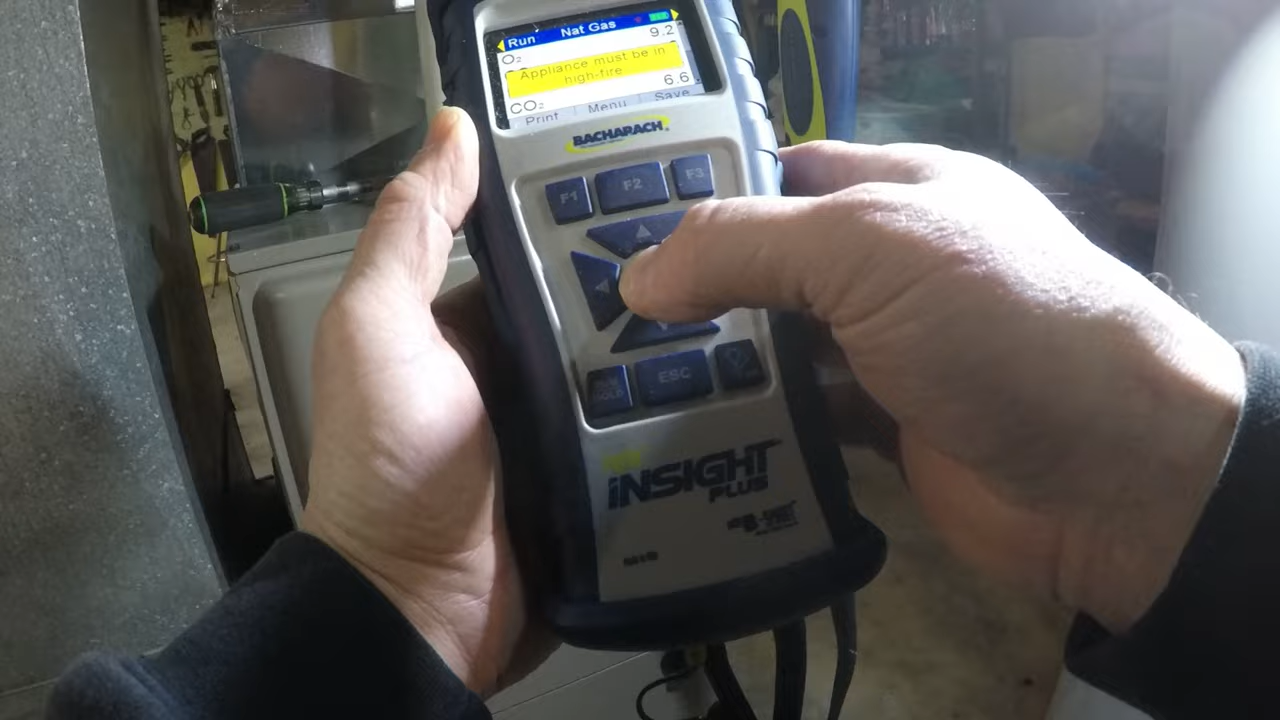 Run Nat Gas
O₂ 9.2
Appliance must be in
high-fire
CO₂ 6.6
Print Menu Save
BACHARACH
F1 F2 F3
ESC
INSIGHT
PLUS